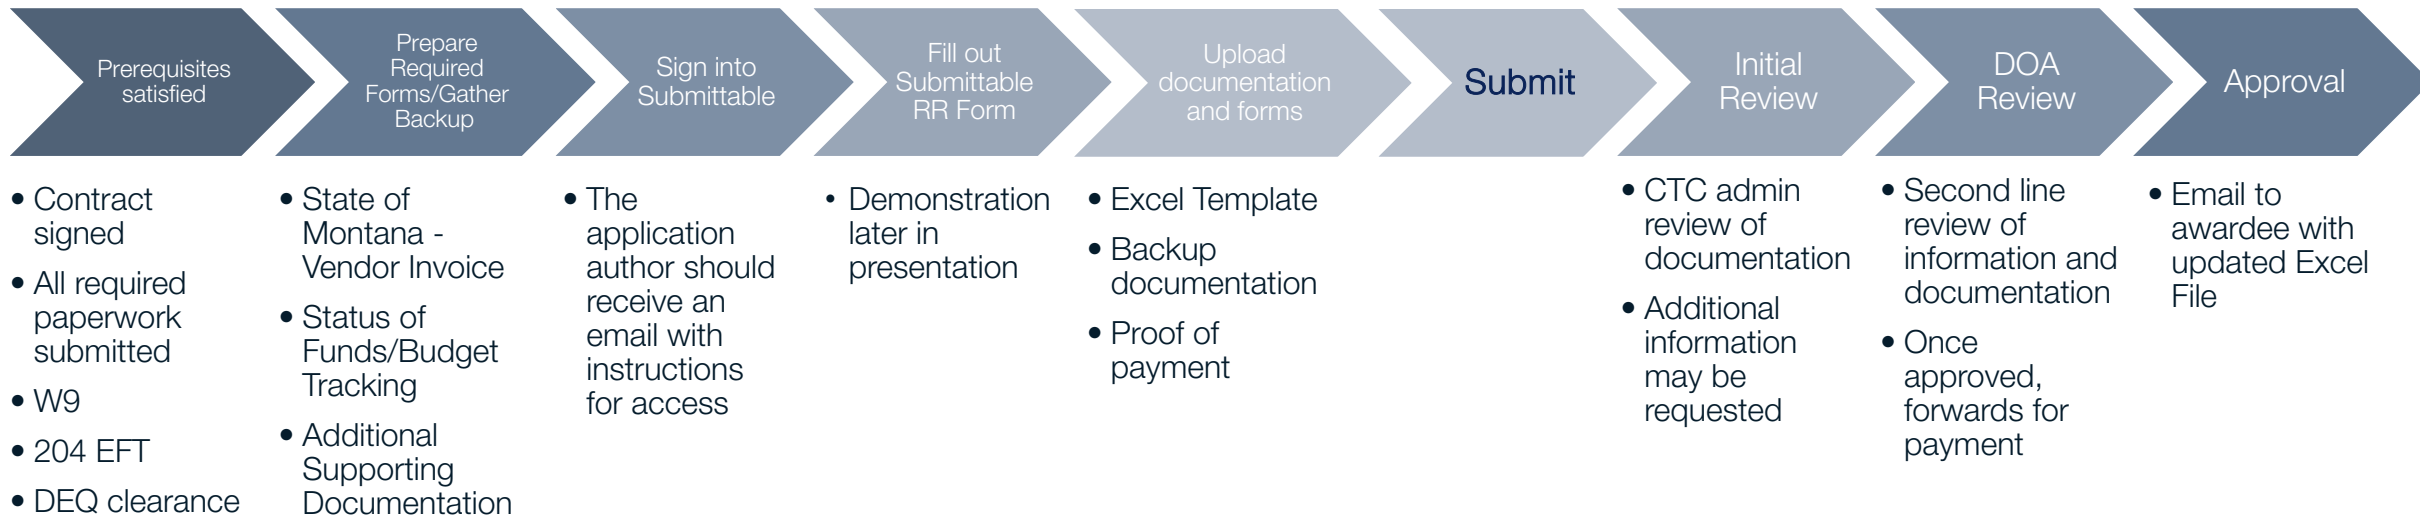 Prerequisites
satisfied
Prepare
Required
Forms/Gather
Backup
Sign into
Submittable
Fill out
Submittable
RR Form
Upload
documentation
and forms
Submit
Initial
Review
DOA
Review
Approval
• Contract
signed
• All required
paperwork
submitted
• W9
• 204 EFT
• DEQ clearance
• State of
Montana -
Vendor Invoice
• Status of
Funds/Budget
Tracking
• Additional
Supporting
Documentation
• The
application
author should
receive an
email with
instructions
for access
• Demonstration
later in
presentation
• Excel Template
• Backup
documentation
• Proof of
payment
• CTC admin
review of
documentation
• Additional
information
may be
requested
• Second line
review of
information and
documentation
• Once
approved,
forwards for
payment
• Email to
awardee with
updated Excel
File